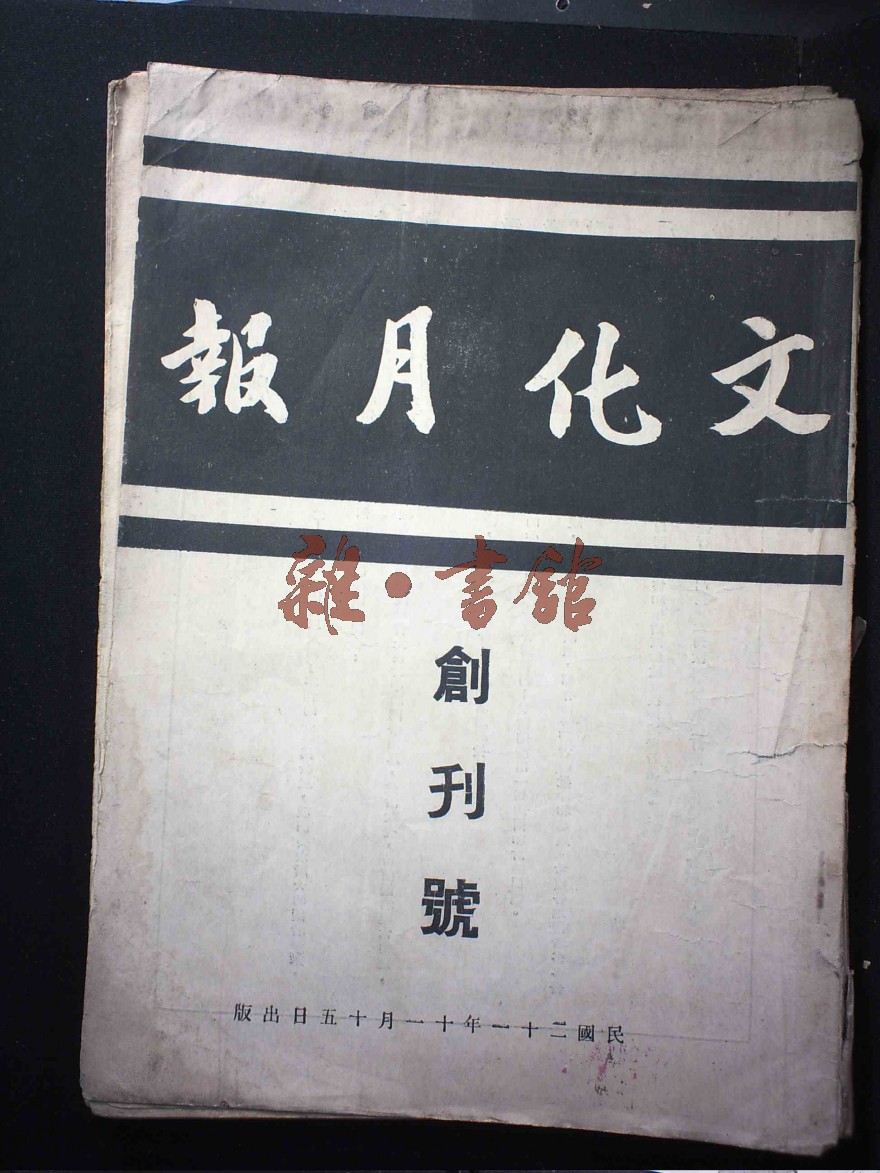 文化月報
雜·書館
創刊號
民國二十一年十一月十五日出版